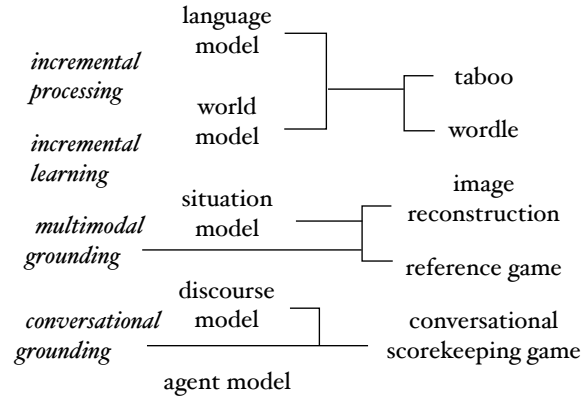 language
model
incremental
processing
taboo
world
model
wordle
incremental
learning
image
reconstruction
situation
model
multimodal
grounding
reference game
discourse
model
conversational
grounding
conversational
scorekeeping game
agent model